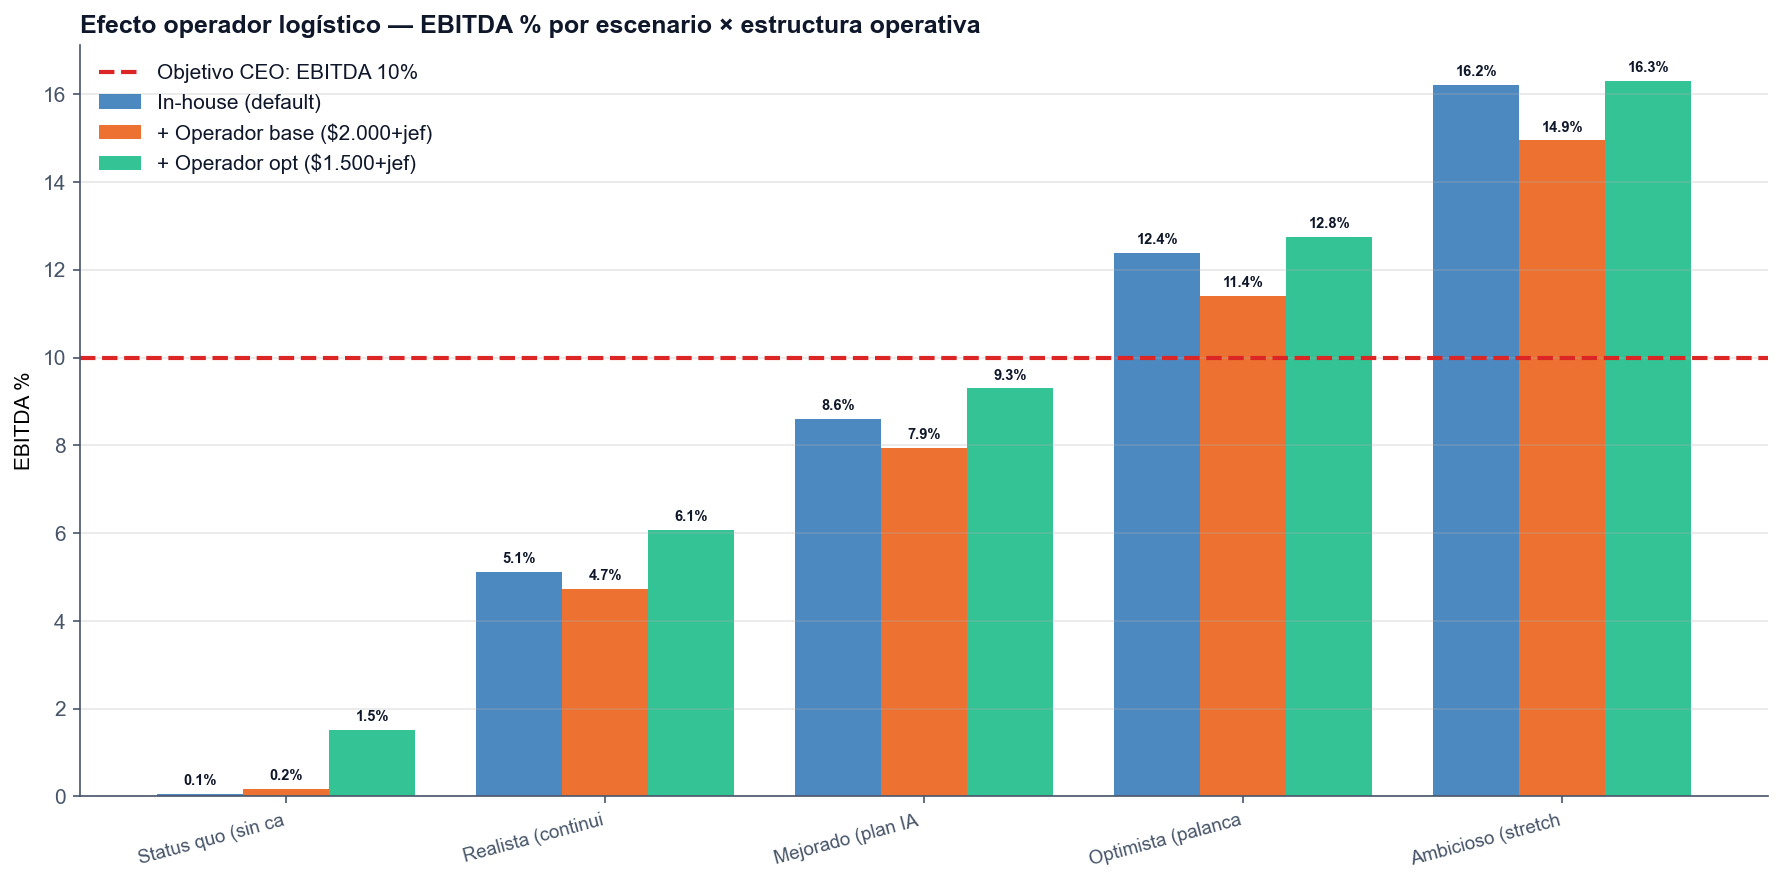 Efecto operador logístico — EBITDA % por escenario × estructura operativa
Objetivo CEO: EBITDA 10%
In-house (default)
+ Operador base ($2.000+jef)
+ Operador opt ($1.500+jef)
EBITDA %
16
14
12
10
8
6
4
2
0
0.1%
0.2%
1.5%
5.1%
4.7%
6.1%
8.6%
7.9%
9.3%
12.4%
11.4%
12.8%
16.2%
14.9%
16.3%
Status quo (sin ca
Realista (continui
Mejorado (plan IA
Optimista (palanca
Ambicioso (stretch